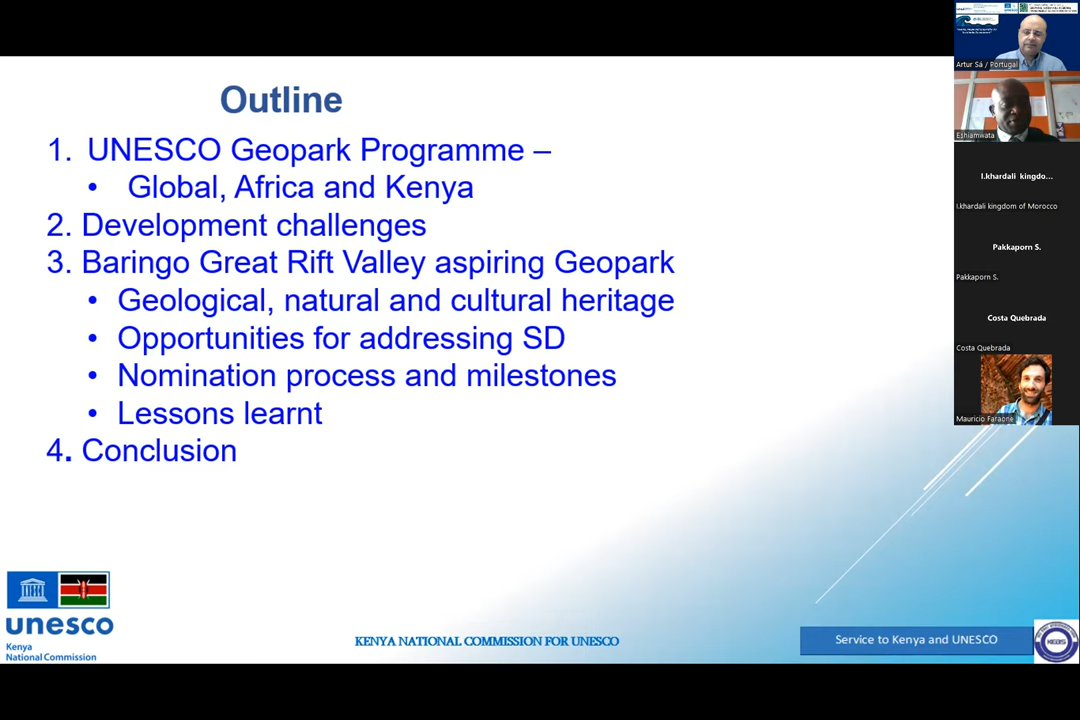 Outline
1. UNESCO Geopark Programme –
• Global, Africa and Kenya
2. Development challenges
3. Baringo Great Rift Valley aspiring Geopark
• Geological, natural and cultural heritage
• Opportunities for addressing SD
• Nomination process and milestones
• Lessons learnt
4. Conclusion
unesco
Kenya
National Commission
KENYA NATIONAL COMMISSION FOR UNESCO
Service to Kenya and UNESCO
Artur Sá / Portugal
Eshiamwata
I.khardali kingdo...
I.khardali kingdom of Morocco
Pakkaporn S.
Pakkaporn S.
Costa Quebrada
Costa Quebrada
Mauricio Faraone